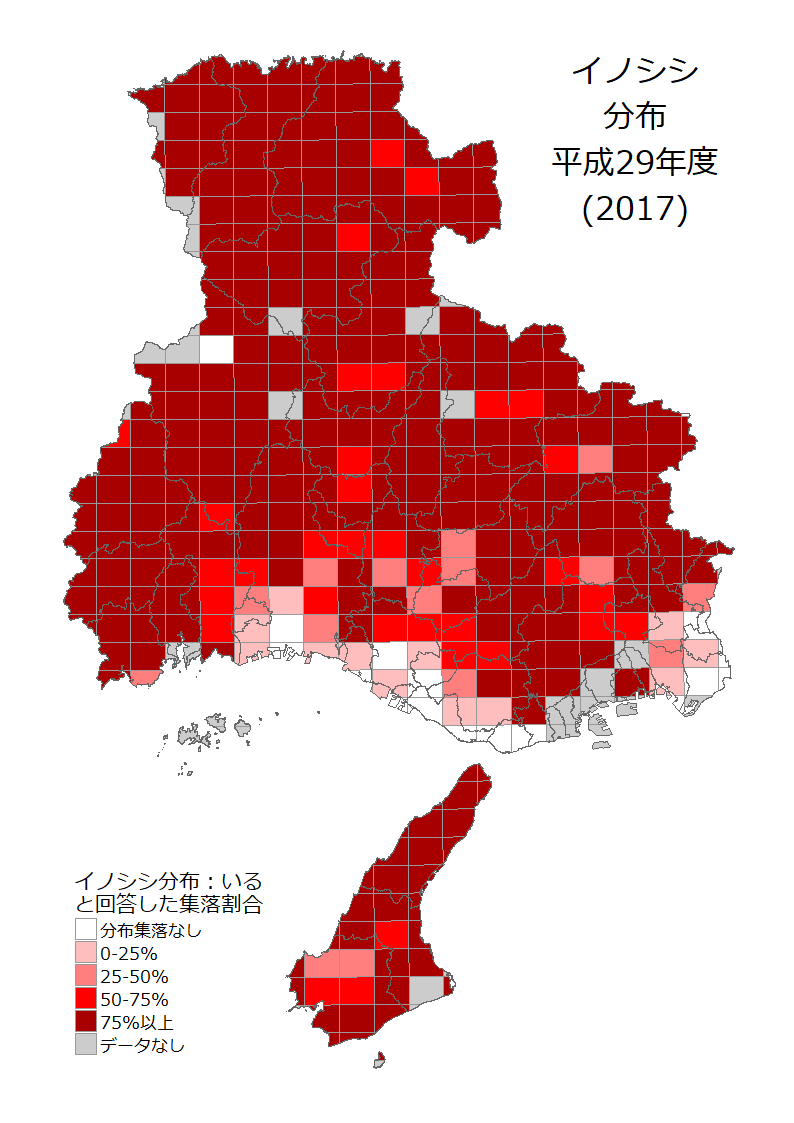 イノシシ
分布
平成29年度
(2017)
イノシシ分布：いる
と回答した集落割合
分布集落なし
0-25%
25-50%
50-75%
75%以上
データなし